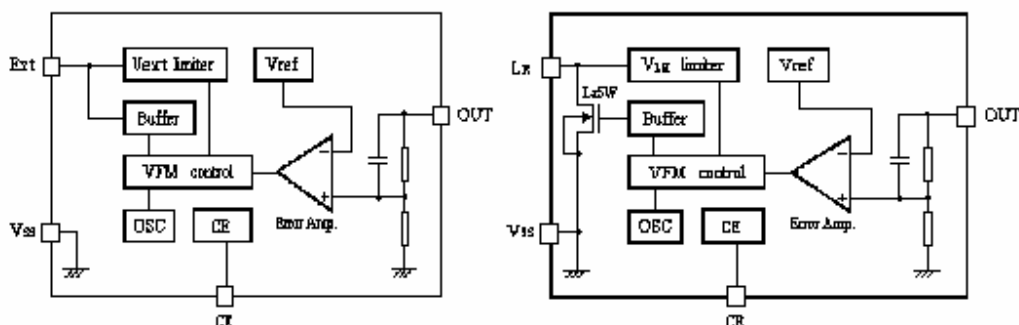 Ext
Vext limiter
Vref
Buffer
OUT
VFM control
OSC
CE
Error Amp.
Vss
CE
Lx
VLx limiter
Vref
LxSW
Buffer
OUT
VFM control
OSC
CE
Error Amp.
Vss
CE